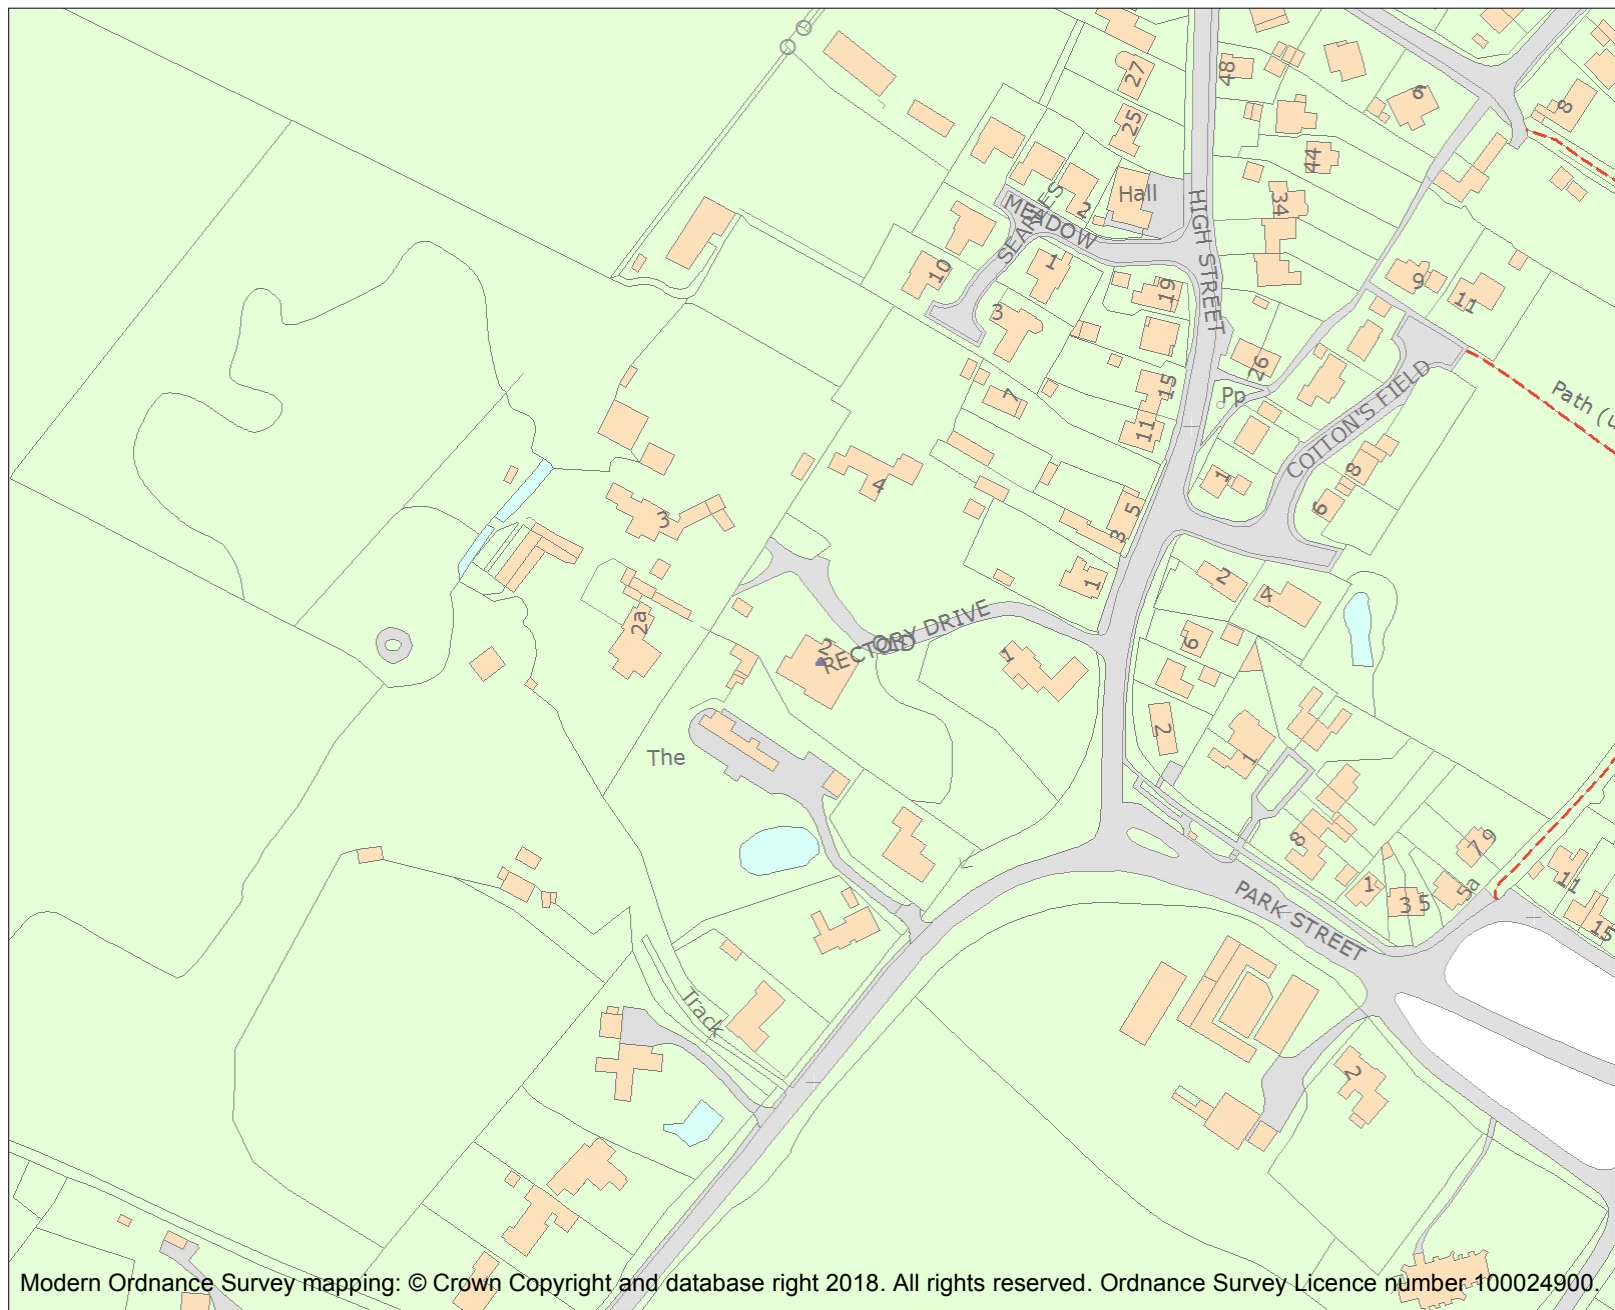 27
48
6
8
25
44
Hall
34
2
MEADOW
SEARLES
HIGH STREET
10
1
19
9
11
3
26
Path (u
15
7
Pp
COTTON'S FIELD
11
8
4
1
5
6
3
3
2
1
4
2a
OLD RECTORY DRIVE
2
6
1
2
The
1
8
7 9
1
3 5
5a
11
15
PARK STREET
Track
2
Modern Ordnance Survey mapping: © Crown Copyright and database right 2018. All rights reserved. Ordnance Survey Licence number 100024900.